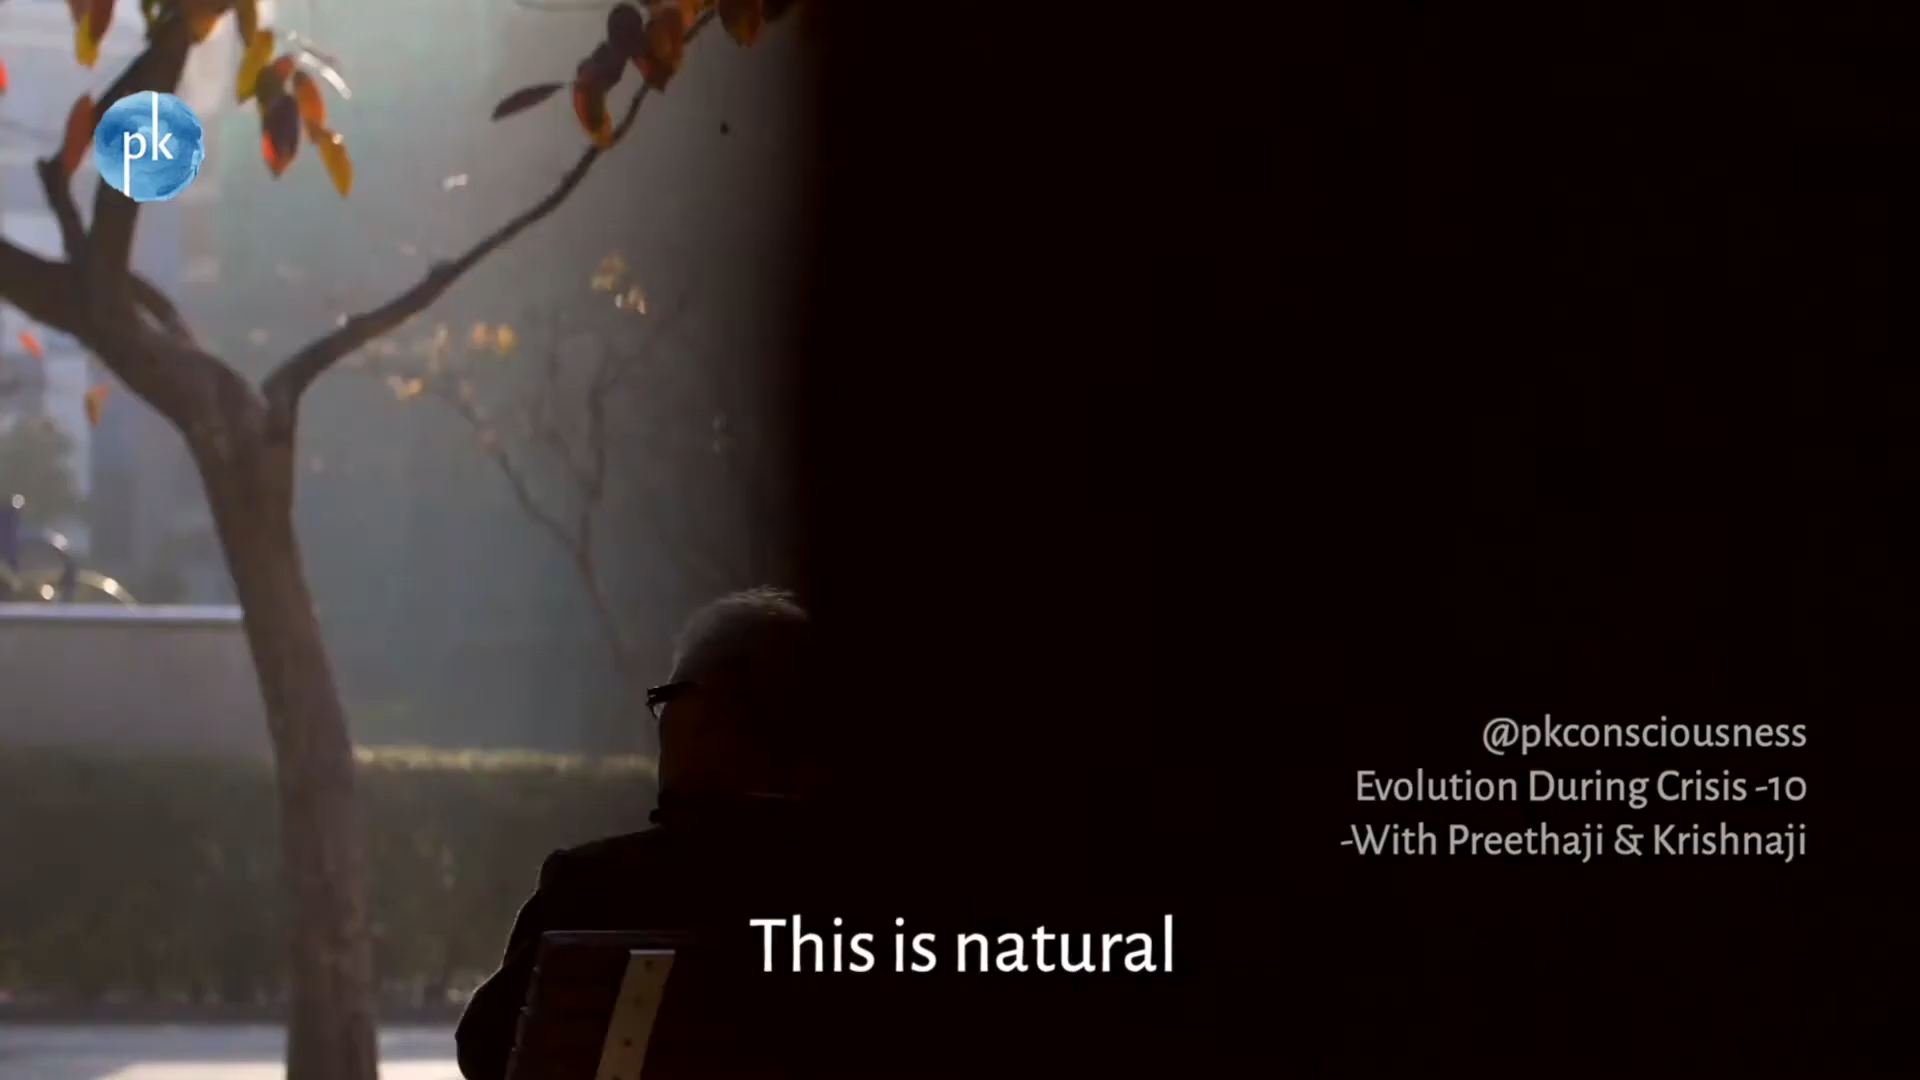 pk
@pkconsciousness
Evolution During Crisis -10
-With Preethaji & Krishnaji
This is natural